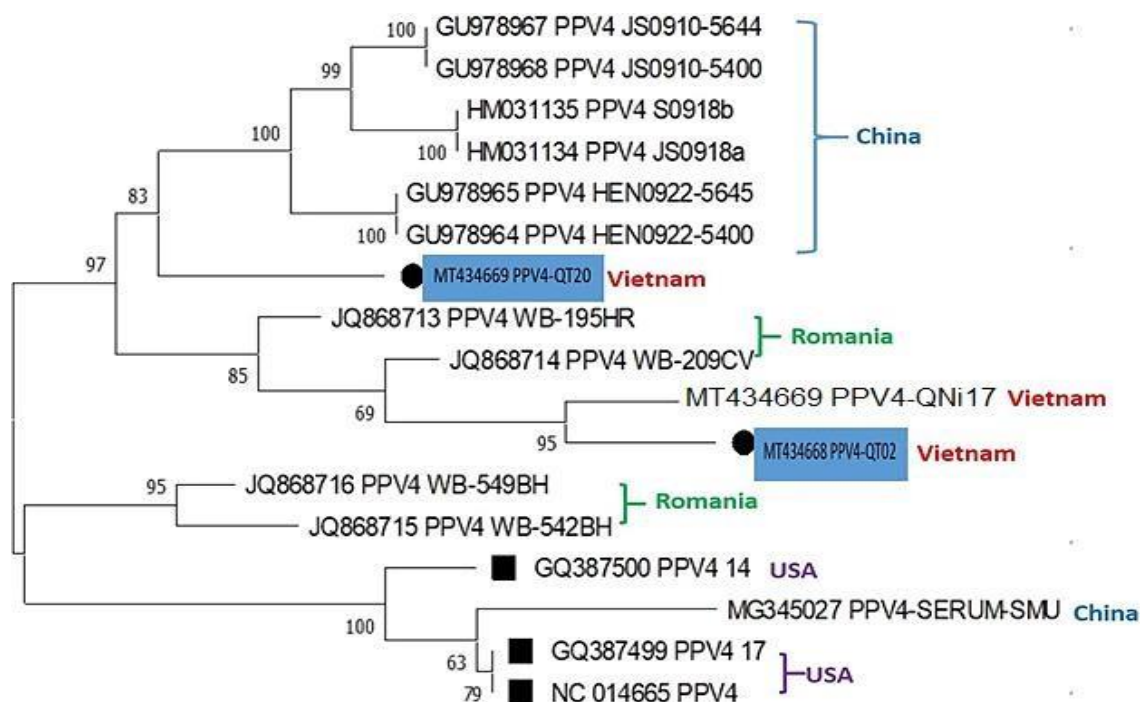 100 GU978967 PPV4 JS0910-5644
99 GU978968 PPV4 JS0910-5400
HM031135 PPV4 S0918b
100 China
100 HM031134 PPV4 JS0918a
83 GU978965 PPV4 HEN0922-5645
100 GU978964 PPV4 HEN0922-5400
97 MT434669 PPV4-QT20 Vietnam
JQ868713 PPV4 WB-195HR
Romania
85 JQ868714 PPV4 WB-209CV
69 MT434669 PPV4-QNi17 Vietnam
95 MT434668 PPV4-QT02 Vietnam
95 JQ868716 PPV4 WB-549BH
Romania
JQ868715 PPV4 WB-542BH
GQ387500 PPV4 14 USA
100 MG345027 PPV4-SERUM-SMU China
63 GQ387499 PPV4 17
USA
79 NC 014665 PPV4